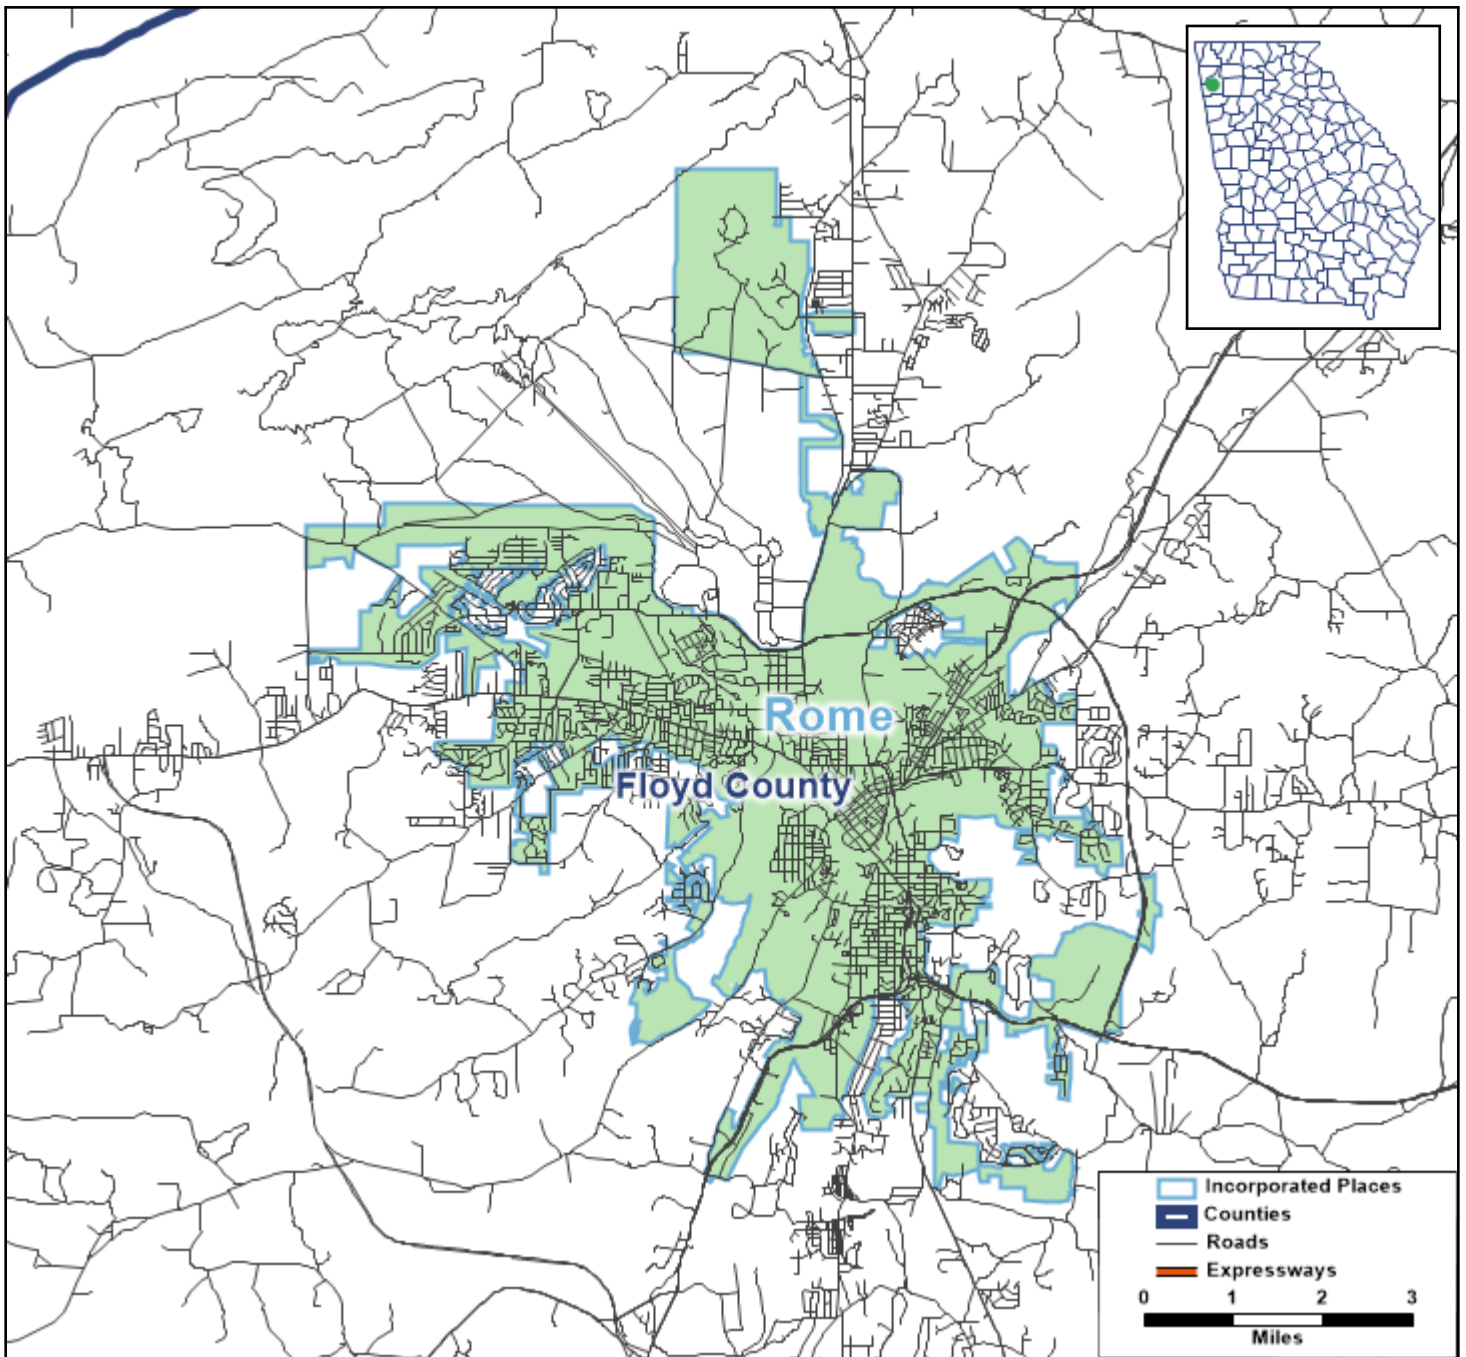 Rome
Floyd County
Incorporated Places
Counties
Roads
Expressways
0 1 2 3
Miles